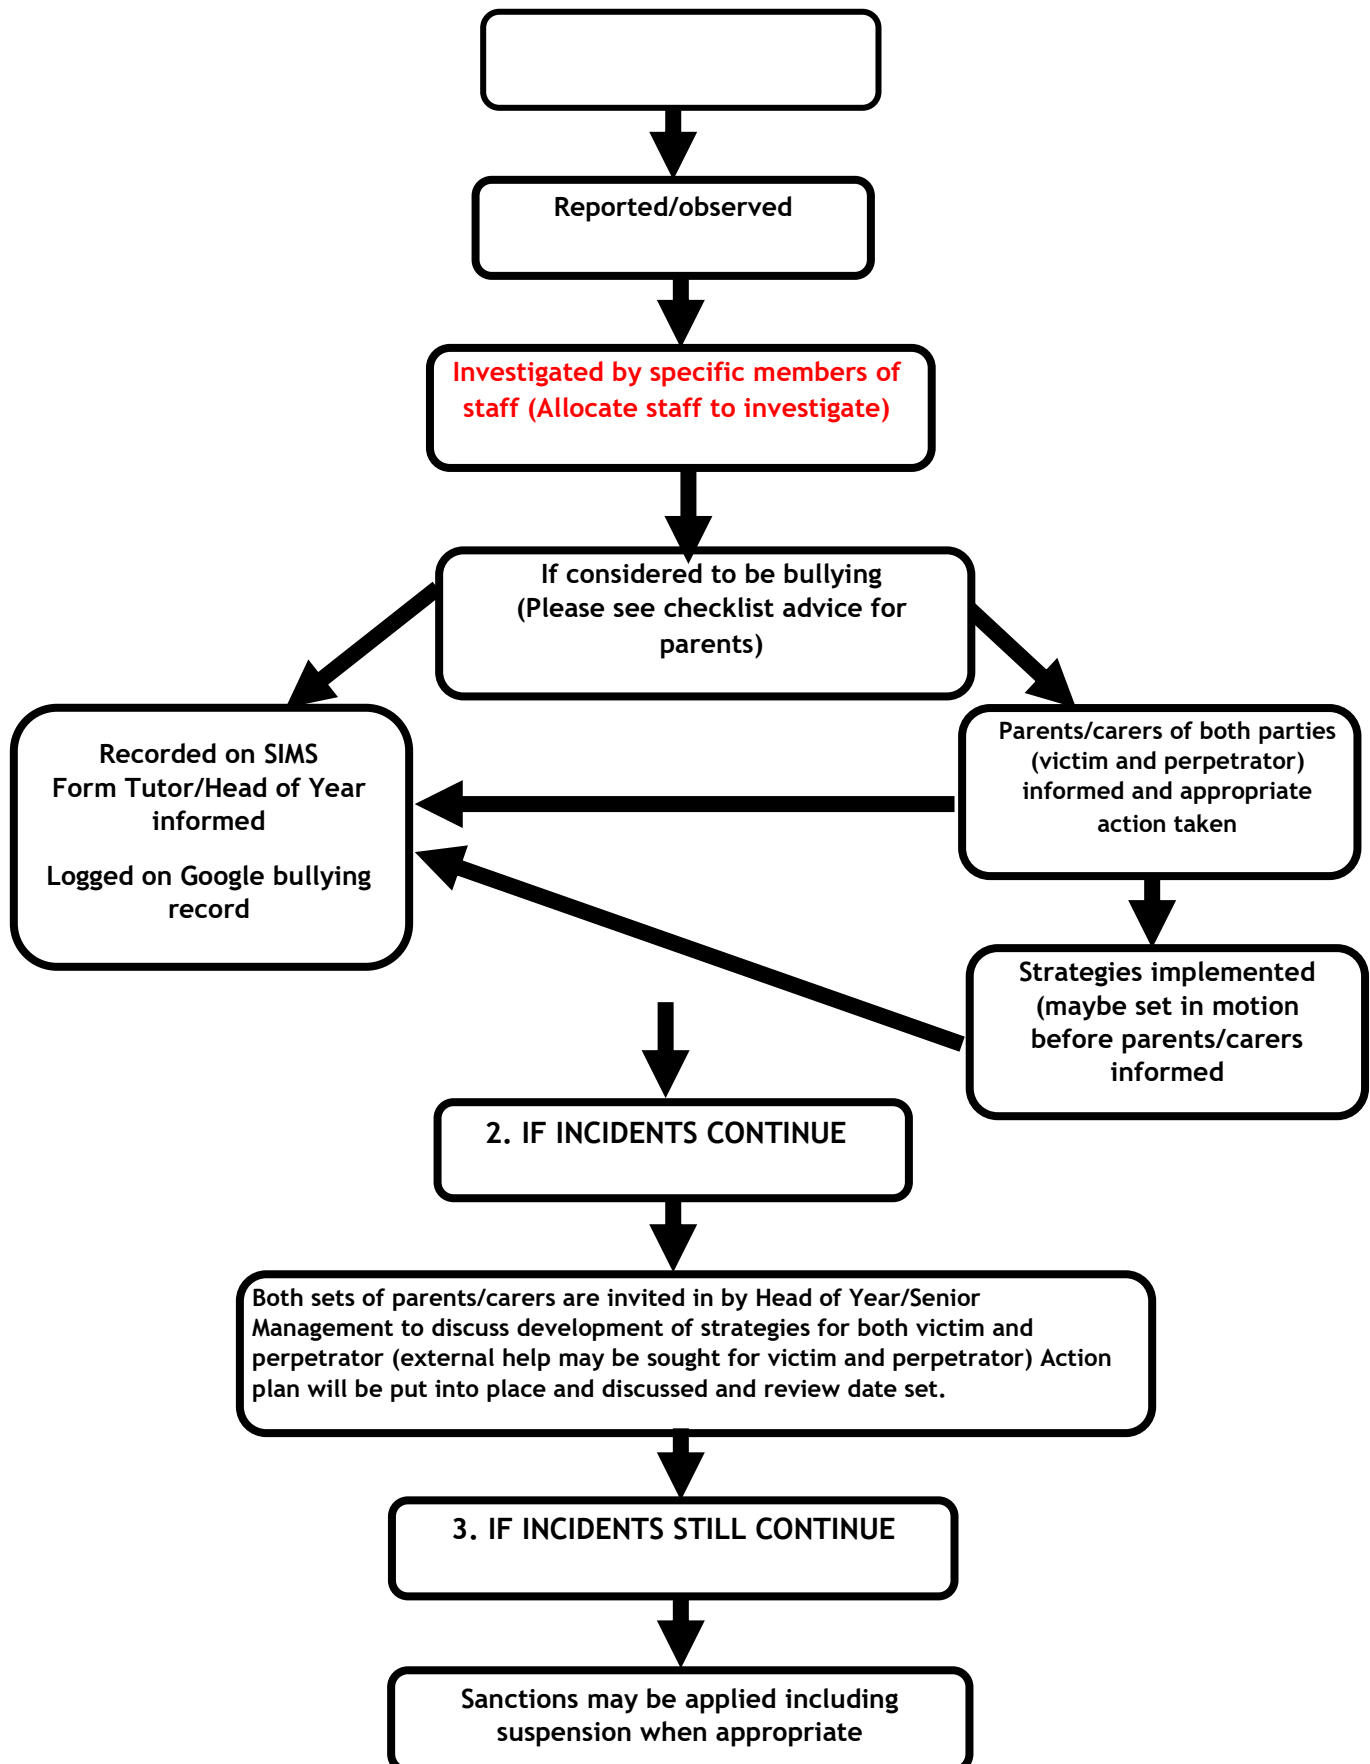 Reported/observed
Investigated by specific members of
staff (Allocate staff to investigate)
If considered to be bullying
(Please see checklist advice for
parents)
Recorded on SIMS
Form Tutor/Head of Year
informed
Logged on Google bullying
record
Parents/carers of both parties
(victim and perpetrator)
informed and appropriate
action taken
Strategies implemented
(maybe set in motion
before parents/carers
informed
2. IF INCIDENTS CONTINUE
Both sets of parents/carers are invited in by Head of Year/Senior
Management to discuss development of strategies for both victim and
perpetrator (external help may be sought for victim and perpetrator) Action
plan will be put into place and discussed and review date set.
3. IF INCIDENTS STILL CONTINUE
Sanctions may be applied including
suspension when appropriate